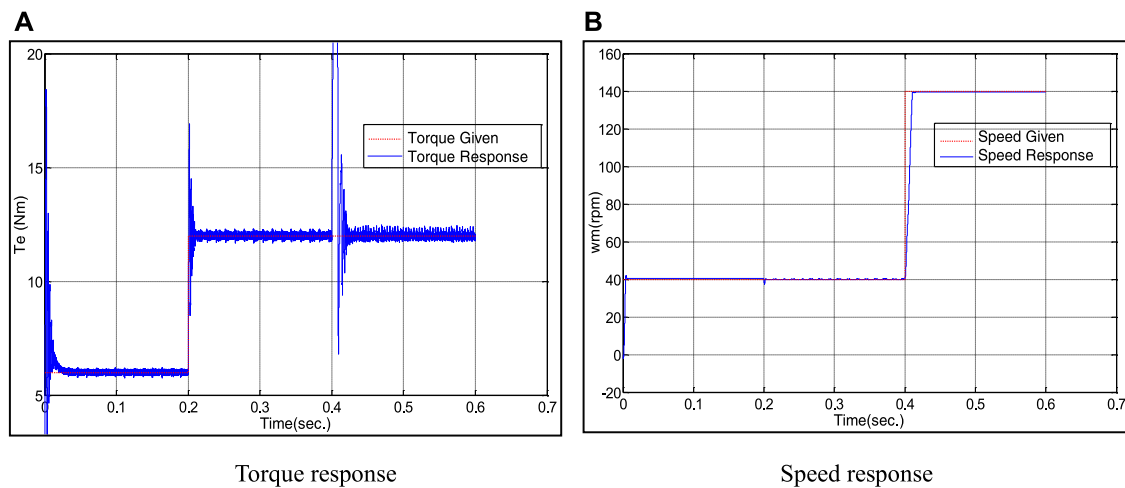 A
20
15
10
5
Te (Nm)
Torque Given
Torque Response
0
0.1
0.2
0.3
0.4
0.5
0.6
0.7
Time(sec.)
Torque response
B
160
140
120
100
80
60
40
20
0
-20
wm(rpm)
Speed Given
Speed Response
0
0.1
0.2
0.3
0.4
0.5
0.6
0.7
Time(sec.)
Speed response